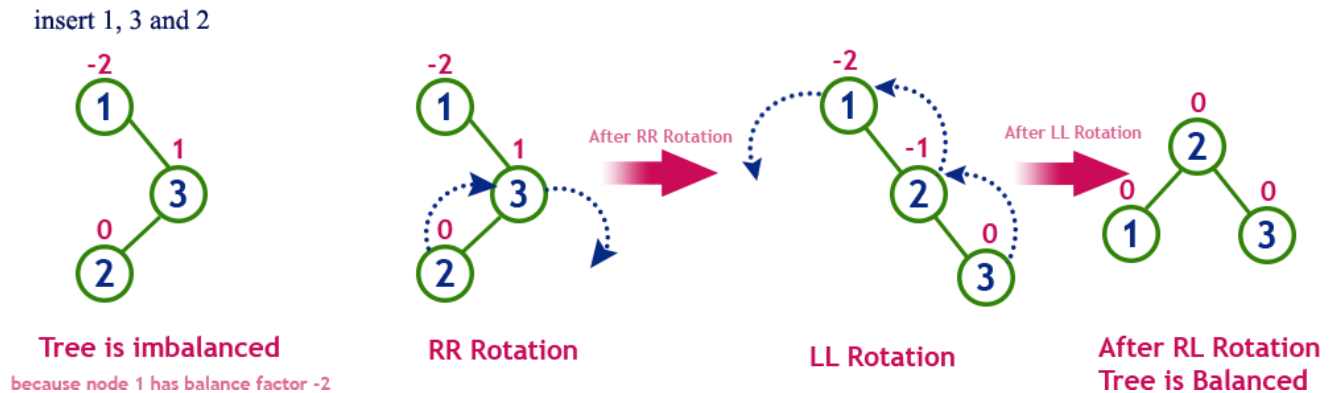 insert 1, 3 and 2
-2
1
1
3
0
2
Tree is imbalanced
because node 1 has balance factor -2
-2
1
1
3
0
2
RR Rotation
After RR Rotation
-2
1
-1
2
0
3
LL Rotation
After LL Rotation
0
2
0
1
0
3
After RL Rotation
Tree is Balanced